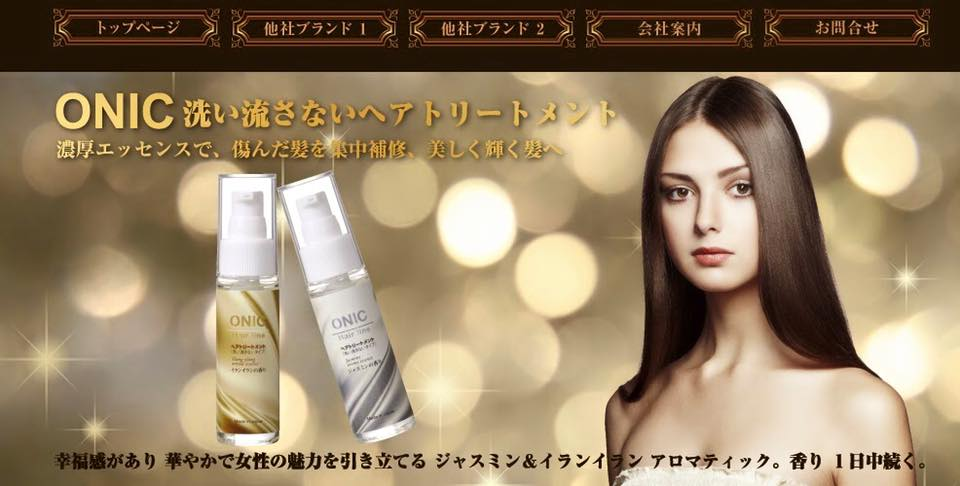 トップページ
他社ブランド 1
他社ブランド 2
会社案内
お問合せ
ONIC 洗い流さないヘアトリートメント
濃厚エッセンスで、傷んだ髪を集中補修、美しく輝く髪へ
ONIC
Hair line
ヘアトリートメント
(洗い流さないタイプ)
イランイランの香り
ONIC
Hair line
ヘアトリートメント
(洗い流さないタイプ)
ジャスミンの香り
幸福感があり 華やかで女性の魅力を引き立てる ジャスミン&イランイラン アロマティック。香り 1日中続く。